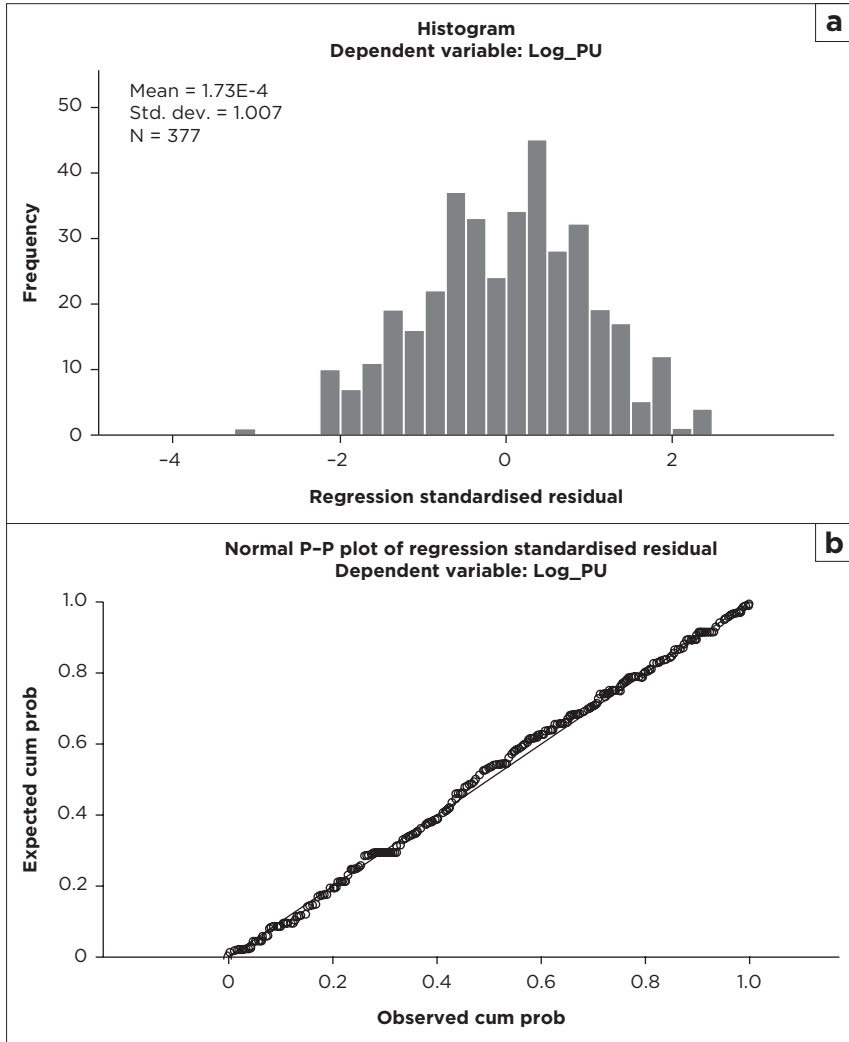 a
Histogram
Dependent variable: Log_PU
Mean = 1.73E-4
Std. dev. = 1.007
N = 377
50
40
30
20
10
0
Frequency
–4
–2
0
2
Regression standardised residual
b
Normal P–P plot of regression standardised residual
Dependent variable: Log_PU
1.0
0.8
0.6
0.4
0.2
0
Expected cum prob
0
0.2
0.4
0.6
0.8
1.0
Observed cum prob